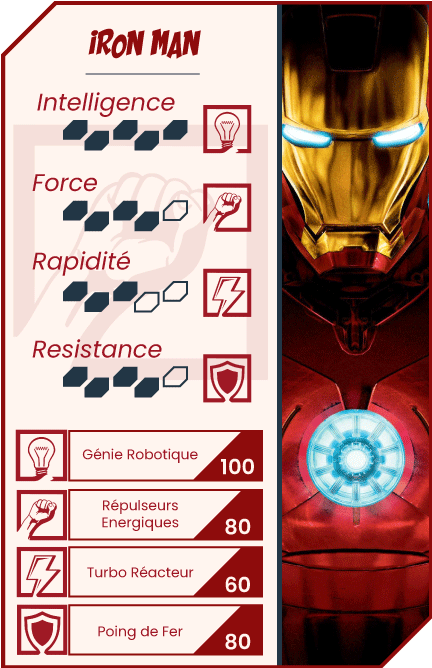 IRON MAN
Intelligence
Force
Rapidité
Resistance
Génie Robotique
100
Répulseurs
Energiques
80
Turbo Réacteur
60
Poing de Fer
80